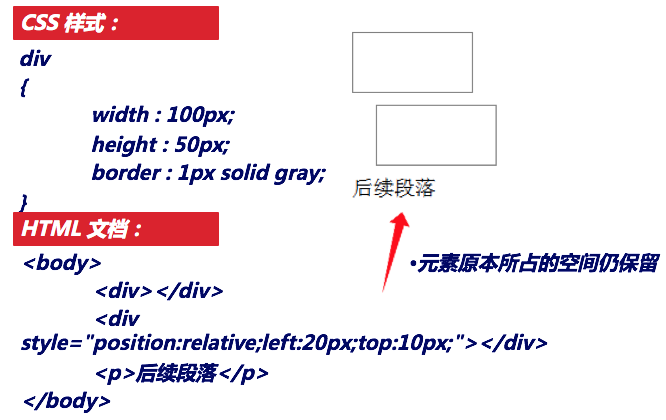 CSS 样式：
div
{
width : 100px;
height : 50px;
border : 1px solid gray;
}
HTML 文档：
<body>
<div></div>
<div
style="position:relative;left:20px;top:10px;"></div>
<p>后续段落</p>
</body>
后续段落
•元素原本所占的空间仍保留